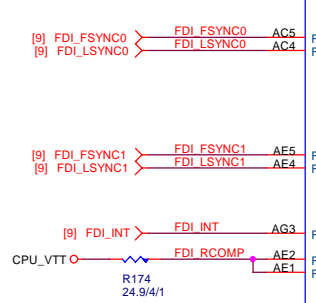 [9] FDI_FSYNC0 FDI_FSYNC0 AC5 F
[9] FDI_LSYNC0 FDI_LSYNC0 AC4 F
[9] FDI_FSYNC1 FDI_FSYNC1 AE5 F
[9] FDI_LSYNC1 FDI_LSYNC1 AE4 F
[9] FDI_INT FDI_INT AG3 F
CPU_VTT FDI_RCOMP AE2 F
AE1 F
R174
24.9/4/1